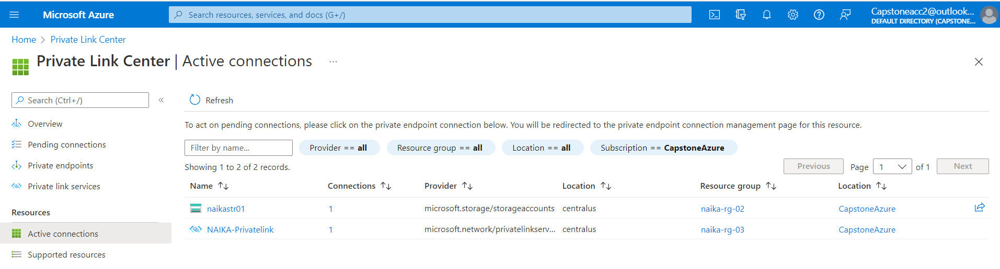 Microsoft Azure
Search resources, services, and docs (G+/)
Capstoneacc2@outlook...
DEFAULT DIRECTORY (CAPSTONE...
Home > Private Link Center
Private Link Center | Active connections ...
Search (Ctrl+/) «
Overview
Pending connections
Private endpoints
Private link services
Resources
Active connections
Supported resources
Refresh
To act on pending connections, please click on the private endpoint connection below. You will be redirected to the private endpoint connection management page for this resource.
Filter by name... Provider == all Resource group == all Location == all Subscription == CapstoneAzure
Showing 1 to 2 of 2 records. Previous Page 1 of 1 Next
Name Connections Provider Location Resource group Location
naikastr01 1 microsoft.storage/storageaccounts centralus naika-rg-02 CapstoneAzure
NAIKA-Privatelink 1 microsoft.network/privatelinkserv... centralus naika-rg-03 CapstoneAzure